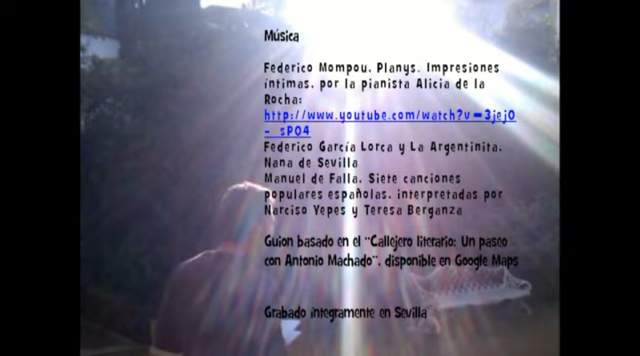 Música
Federico Mompou. Planys. Impresiones
íntimas, por la pianista Alicia de la
Rocha:
http://www.youtube.com/watch?v=3jej0
-_sP04
Federico García Lorca y La Argentinita.
Nana de Sevilla
Manuel de Falla. Siete canciones
populares españolas. interpretadas por
Narciso Yepes y Teresa Berganza
Guion basado en el "Callejero literario: Un paseo
con Antonio Machado". disponible en Google Maps
Grabado íntegramente en Sevilla